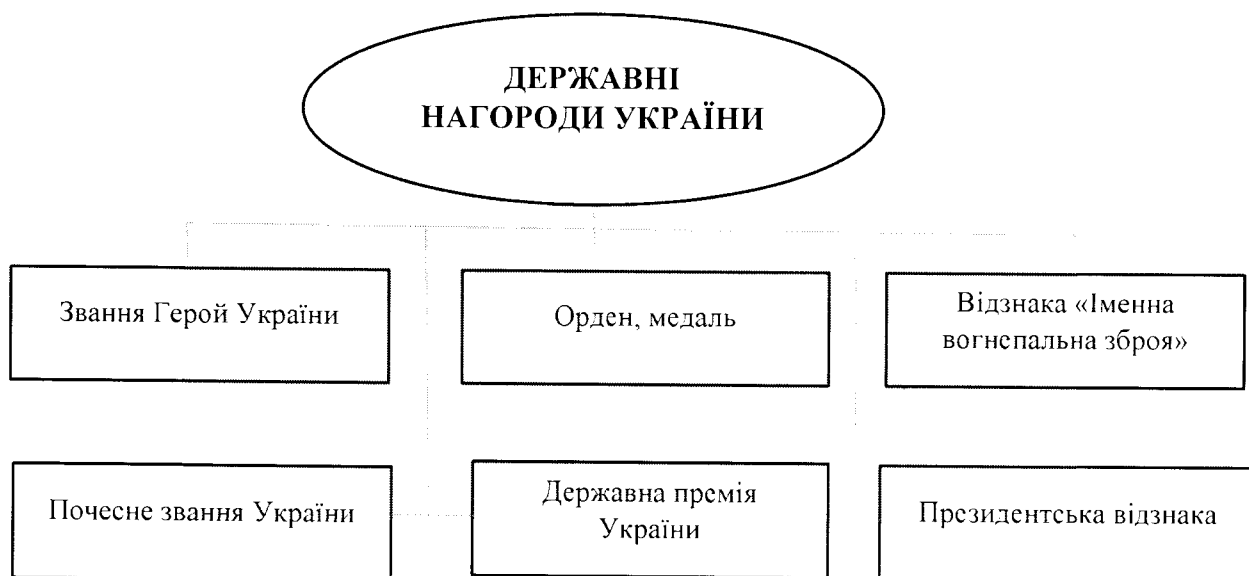 ДЕРЖАВНІ
НАГОРОДИ УКРАЇНИ
Звання Герой України
Орден, медаль
Відзнака «Іменна
вогнепальна зброя»
Почесне звання України
Державна премія
України
Президентська відзнака